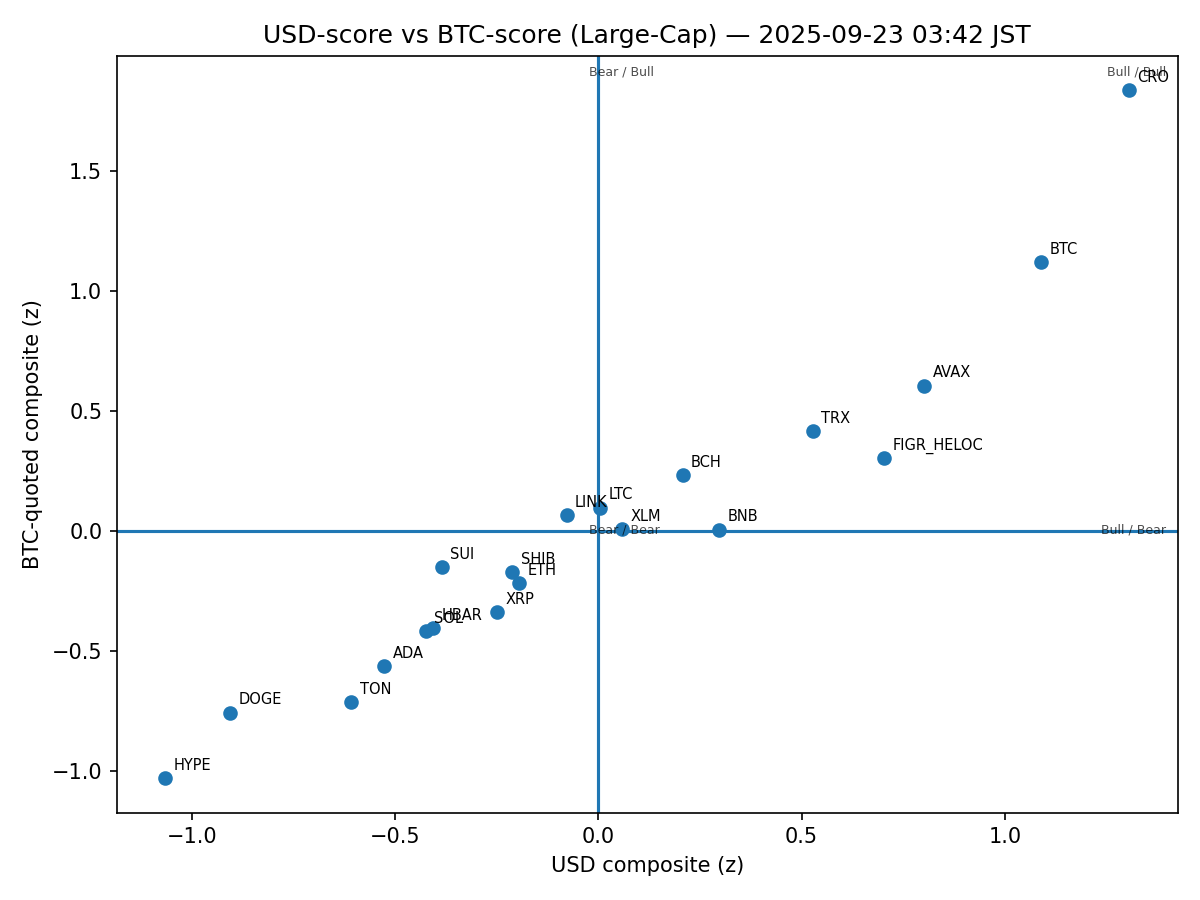 USD-score vs BTC-score (Large-Cap) — 2025-09-23 03:42 JST
Bear / Bull
Bull / Bull
CRO
1.5
BTC
1.0
AVAX
0.5
TRX
FIGR_HELOC
BCH
LTC
LINK
XLM
BNB
0.0
Bear / Bear
Bull / Bear
SUI
SHIB
ETH
XRP
HBAR
SOL
−0.5
ADA
TON
DOGE
HYPE
−1.0
BTC-quoted composite (z)
−1.0
−0.5
0.0
0.5
1.0
USD composite (z)